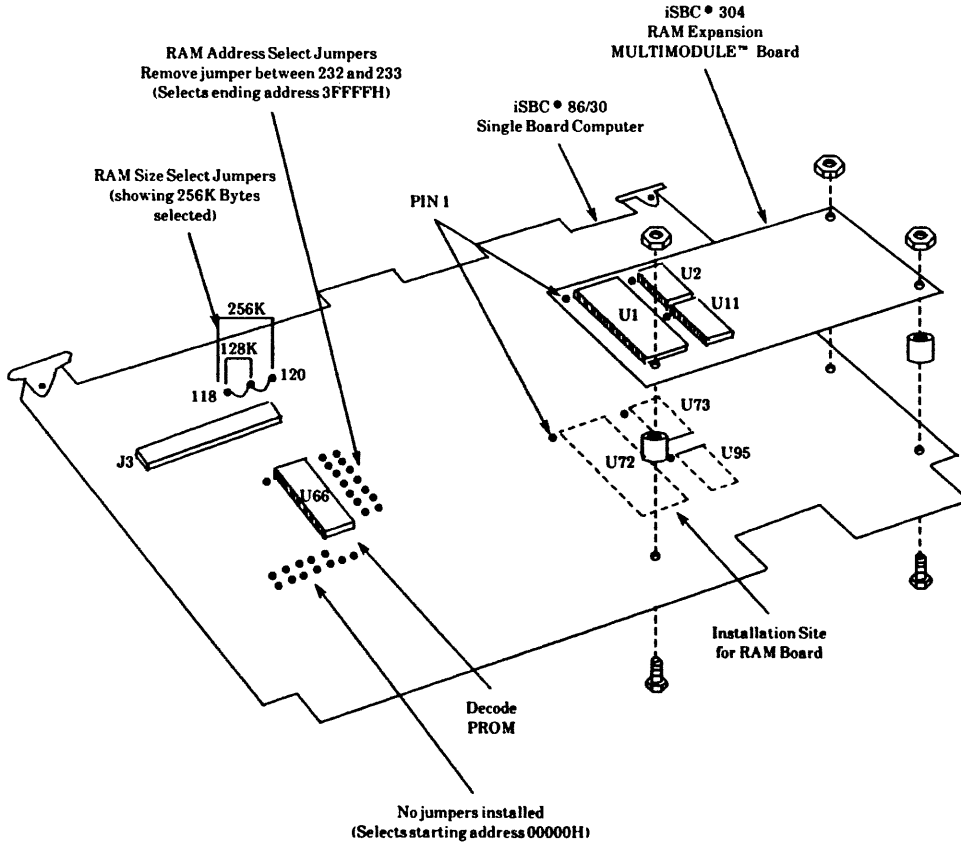 iSBC® 304
RAM Expansion
MULTIMODULE™ Board
RAM Address Select Jumpers
Remove jumper between 232 and 233
(Selects ending address 3FFFFH)
iSBC® 86/30
Single Board Computer
RAM Size Select Jumpers
(showing 256K Bytes
selected)
PIN 1
U2
U11
U1
256K
128K
120
118
U73
U72
U95
J3
U66
Installation Site
for RAM Board
Decode
PROM
No jumpers installed
(Selects starting address 00000H)